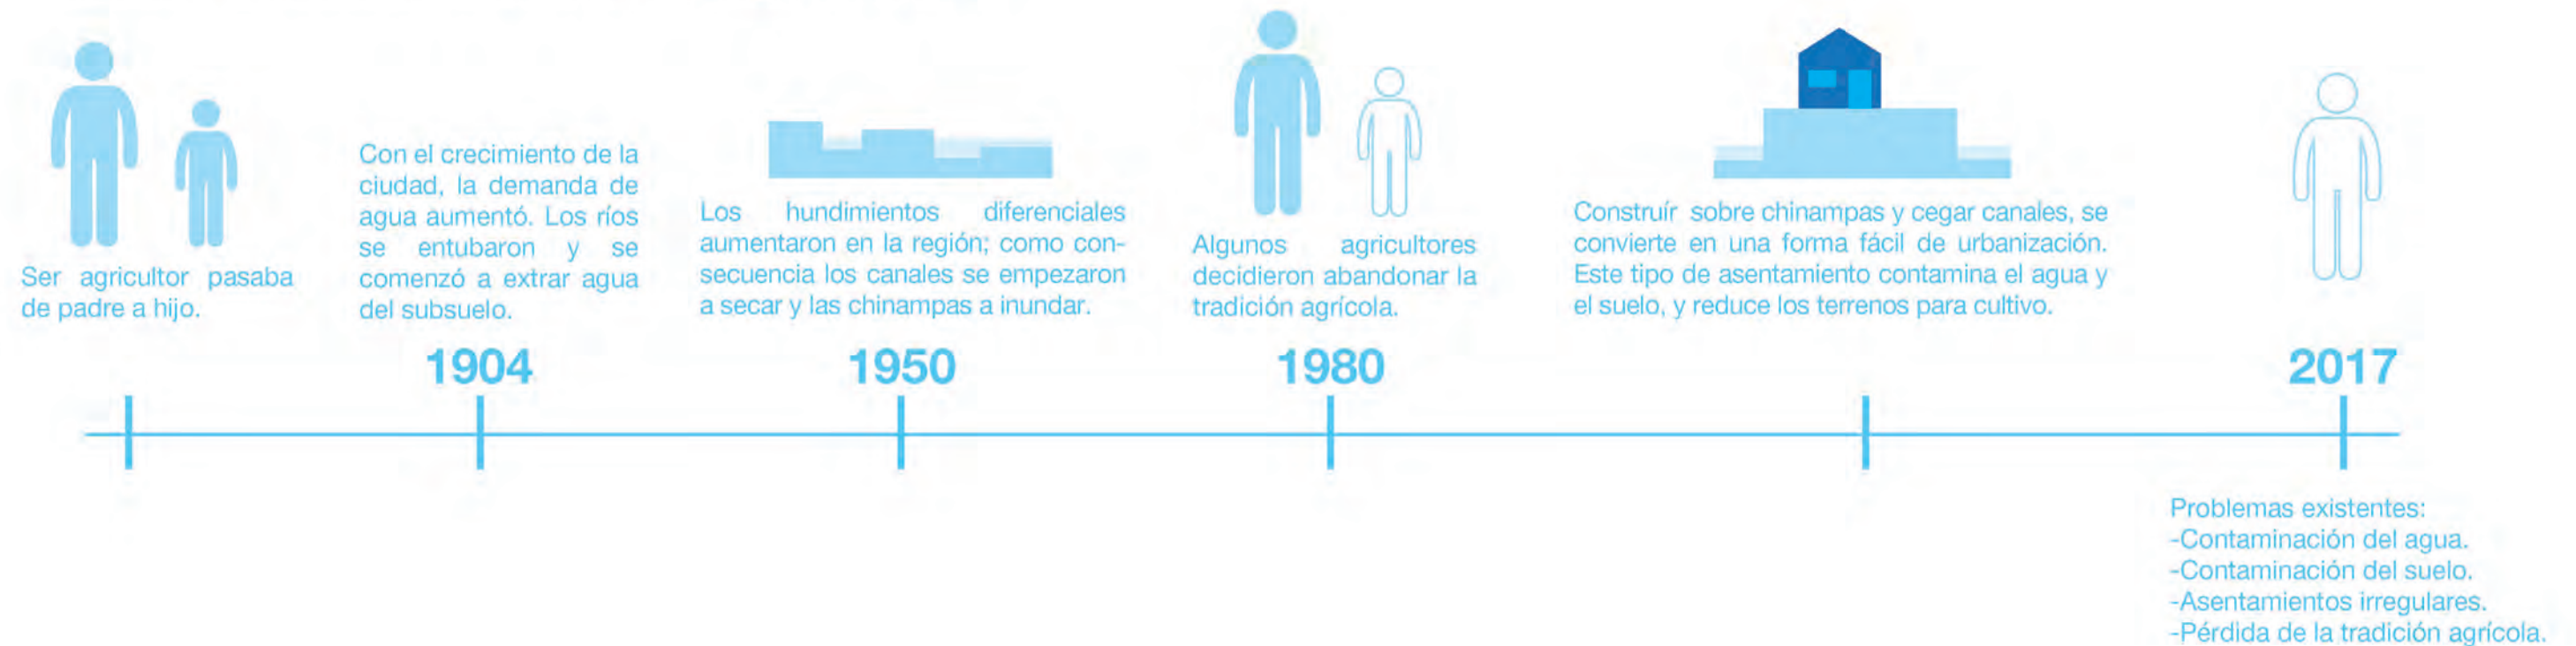 Ser agricultor pasaba
de padre a hijo.
Con el crecimiento de la
ciudad, la demanda de
agua aumentó. Los ríos
se entubaron y se
comenzó a extrar agua
del subsuelo.
1904
Los hundimientos diferenciales
aumentaron en la región; como con-
secuencia los canales se empezaron
a secar y las chinampas a inundar.
1950
Algunos agricultores
decidieron abandonar la
tradición agrícola.
1980
Construír sobre chinampas y cegar canales, se
convierte en una forma fácil de urbanización.
Este tipo de asentamiento contamina el agua y
el suelo, y reduce los terrenos para cultivo.
2017
Problemas existentes:
-Contaminación del agua.
-Contaminación del suelo.
-Asentamientos irregulares.
-Pérdida de la tradición agrícola.